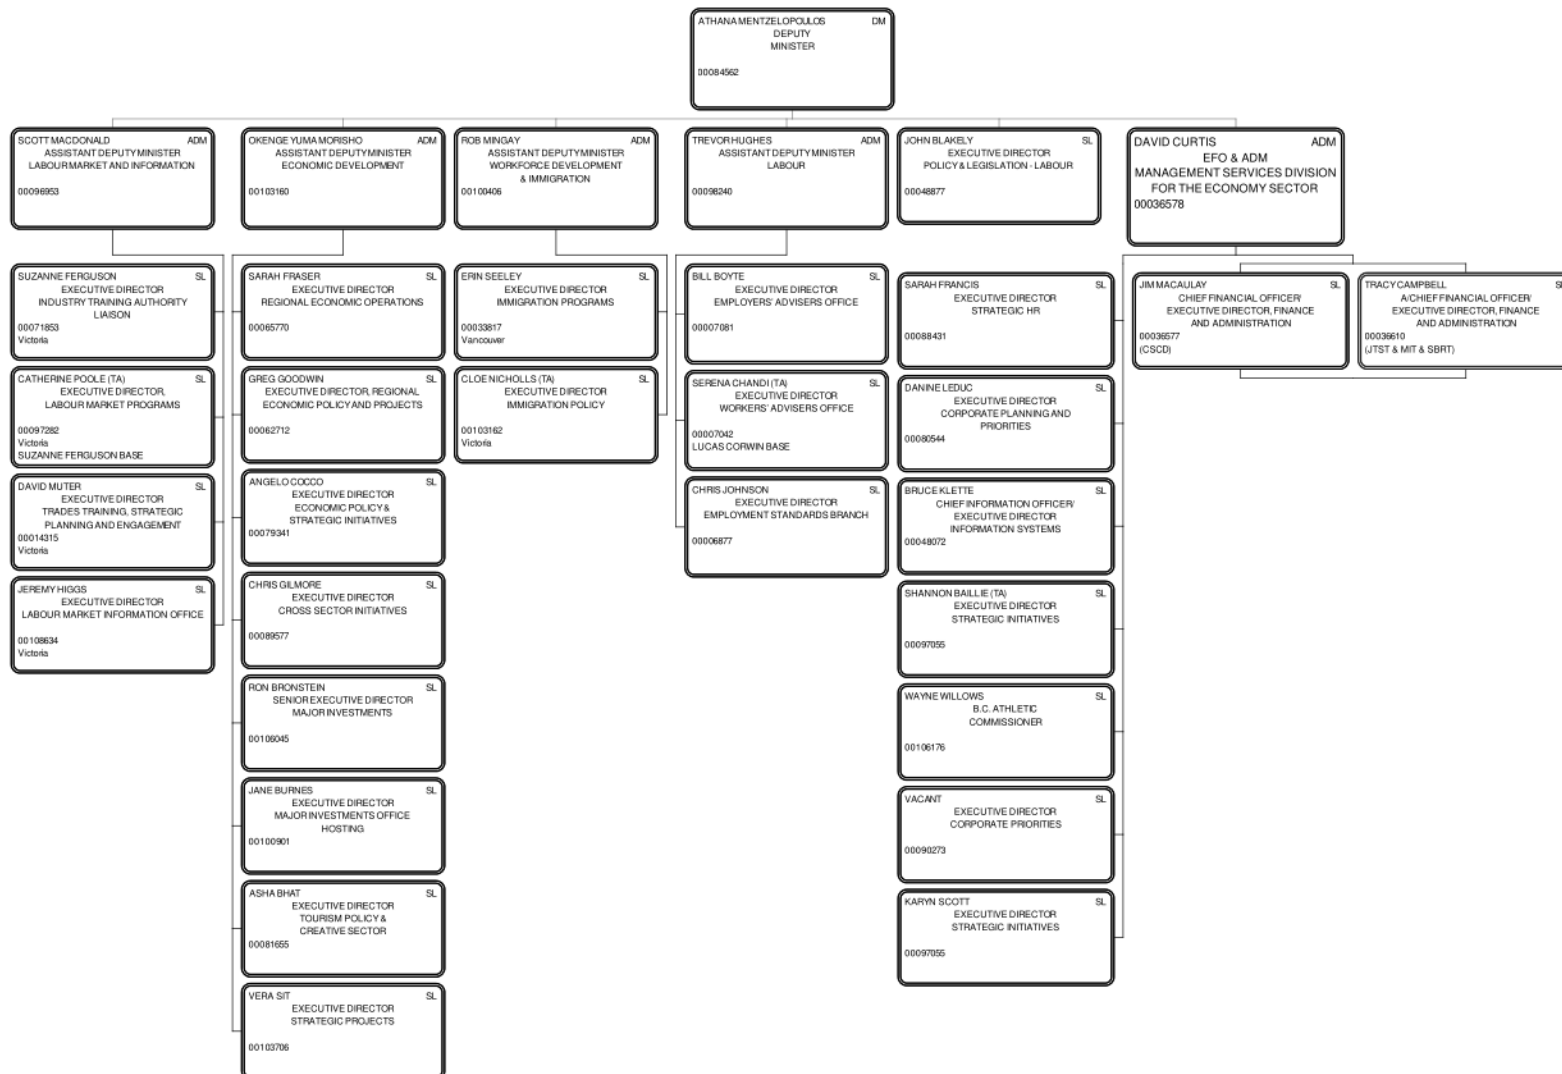 ATHANA MENTZELOPOULOS DM
DEPUTY
MINISTER
00084562
SCOTT MACDONALD ADM
ASSISTANT DEPUTY MINISTER
LABOUR MARKET AND INFORMATION
00096953
OKENGE YUMA MORISHO ADM
ASSISTANT DEPUTY MINISTER
ECONOMIC DEVELOPMENT
00103160
ROB MINGAY ADM
ASSISTANT DEPUTY MINISTER
WORKFORCE DEVELOPMENT
& IMMIGRATION
00100406
TREVOR HUGHES ADM
ASSISTANT DEPUTY MINISTER
LABOUR
00098240
JOHN BLAKELY SL
EXECUTIVE DIRECTOR
POLICY & LEGISLATION - LABOUR
00048877
DAVID CURTIS ADM
EFO & ADM
MANAGEMENT SERVICES DIVISION
FOR THE ECONOMY SECTOR
00036578
SUZANNE FERGUSON SL
EXECUTIVE DIRECTOR
INDUSTRY TRAINING AUTHORITY
LIAISON
00071853
Victoria
CATHERINE POOLE (TA) SL
EXECUTIVE DIRECTOR,
LABOUR MARKET PROGRAMS
00097282
Victoria
SUZANNE FERGUSON BASE
DAVID MUTER SL
EXECUTIVE DIRECTOR
TRADES TRAINING, STRATEGIC
PLANNING AND ENGAGEMENT
00014315
Victoria
JEREMY HIGGS SL
EXECUTIVE DIRECTOR
LABOUR MARKET INFORMATION OFFICE
00108634
Victoria
SARAH FRASER SL
EXECUTIVE DIRECTOR
REGIONAL ECONOMIC OPERATIONS
00065770
GREG GOODWIN SL
EXECUTIVE DIRECTOR, REGIONAL
ECONOMIC POLICY AND PROJECTS
00062712
ANGELO COCCO SL
EXECUTIVE DIRECTOR
ECONOMIC POLICY &
STRATEGIC INITIATIVES
00079341
CHRIS GILMORE SL
EXECUTIVE DIRECTOR
CROSS SECTOR INITIATIVES
00089577
RON BRONSTEIN SL
SENIOR EXECUTIVE DIRECTOR
MAJOR INVESTMENTS
00106045
JANE BURNES SL
EXECUTIVE DIRECTOR
MAJOR INVESTMENTS OFFICE
HOSTING
00100901
ASHA BHAT SL
EXECUTIVE DIRECTOR
TOURISM POLICY &
CREATIVE SECTOR
00081655
VERA SIT SL
EXECUTIVE DIRECTOR
STRATEGIC PROJECTS
00103706
ERIN SEELEY SL
EXECUTIVE DIRECTOR
IMMIGRATION PROGRAMS
00033817
Vancouver
CLOE NICHOLLS (TA) SL
EXECUTIVE DIRECTOR
IMMIGRATION POLICY
00103162
Victoria
BILL BOYTE SL
EXECUTIVE DIRECTOR
EMPLOYERS' ADVISERS OFFICE
00007081
SERENA CHANDI (TA) SL
EXECUTIVE DIRECTOR
WORKERS' ADVISERS OFFICE
00007042
LUCAS CORWIN BASE
CHRIS JOHNSON SL
EXECUTIVE DIRECTOR
EMPLOYMENT STANDARDS BRANCH
00006877
SARAH FRANCIS SL
EXECUTIVE DIRECTOR
STRATEGIC HR
00088431
DANINE LEDUC SL
EXECUTIVE DIRECTOR
CORPORATE PLANNING AND
PRIORITIES
00080544
BRUCE KLETTE SL
CHIEF INFORMATION OFFICER/
EXECUTIVE DIRECTOR
INFORMATION SYSTEMS
00048072
SHANNON BAILLIE (TA) SL
EXECUTIVE DIRECTOR
STRATEGIC INITIATIVES
00097055
WAYNE WILLOWS SL
B.C. ATHLETIC
COMMISSIONER
00106176
VACANT SL
EXECUTIVE DIRECTOR
CORPORATE PRIORITIES
00090273
KARYN SCOTT SL
EXECUTIVE DIRECTOR
STRATEGIC INITIATIVES
00097055
JIM MACAULAY SL
CHIEF FINANCIAL OFFICER/
EXECUTIVE DIRECTOR, FINANCE
AND ADMINISTRATION
00036577
(CSCD)
TRACY CAMPBELL SL
A/CHIEF FINANCIAL OFFICER/
EXECUTIVE DIRECTOR, FINANCE
AND ADMINISTRATION
00036610
(JTST & MIT & SBRT)